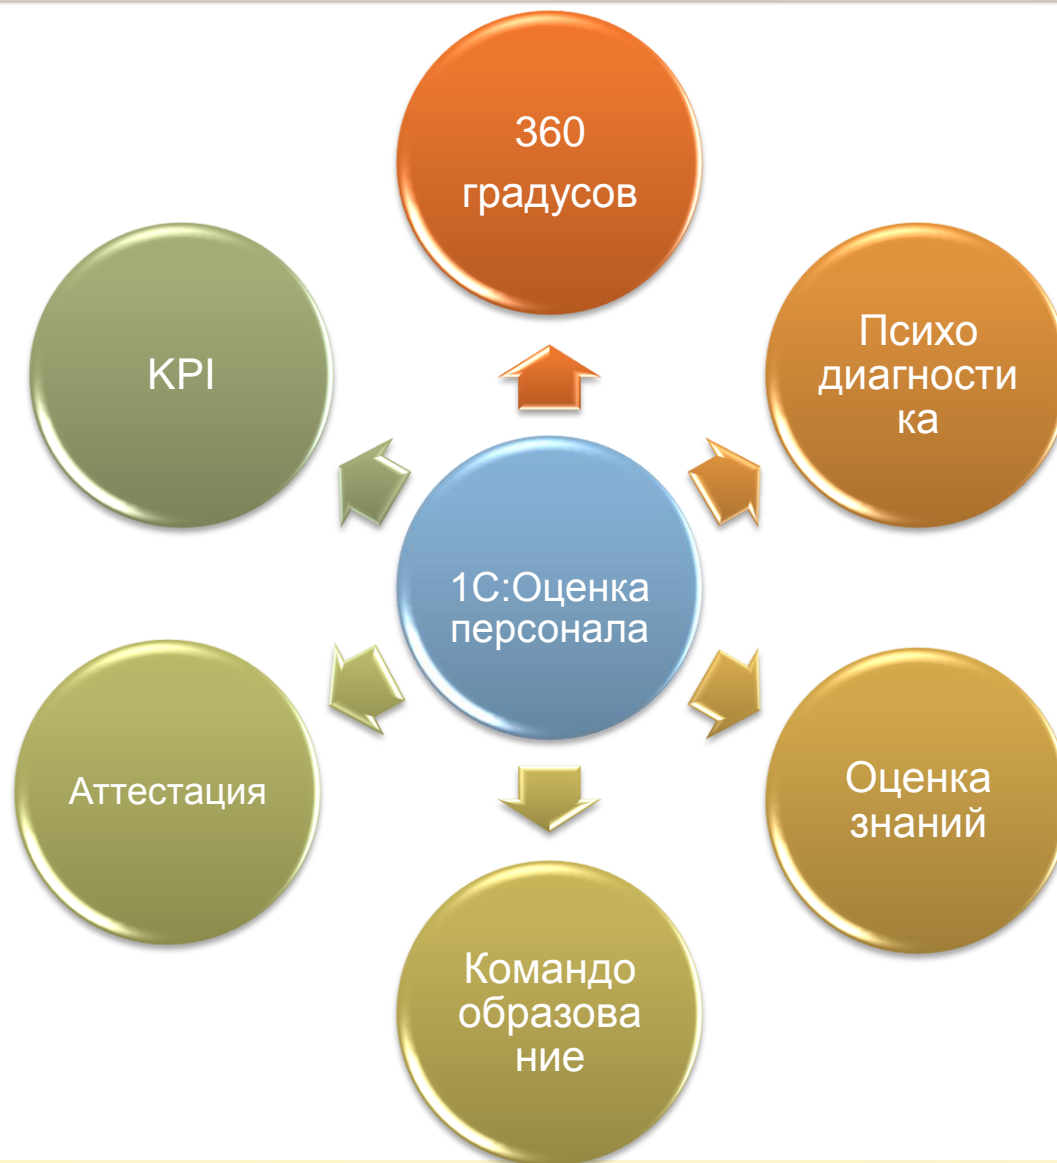 360
градусов
Психо
диагности
ка
KPI
1С:Оценка
персонала
Оценка
знаний
Аттестация
Командо
образова
ние